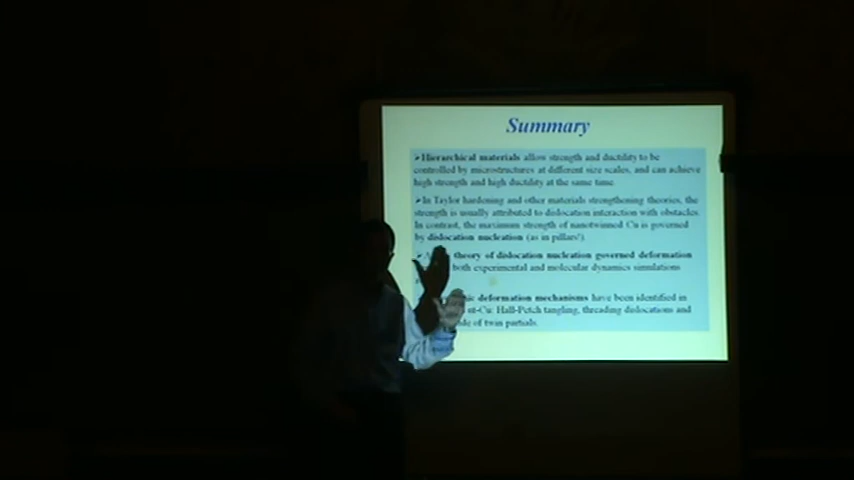 Summary
➢Hierarchical materials allow strength and ductility to be
controlled by microstructures at different size scales, and can achieve
high strength and high ductility at the same time.
➢In Taylor hardening and other materials strengthening theories, the
strength is usually attributed to dislocation interaction with obstacles.
In contrast, the maximum strength of nanotwinned Cu is governed
by dislocation nucleation (as in pillars!).
theory of dislocation nucleation governed deformation
both experimental and molecular dynamics simulations
deformation mechanisms have been identified in
nt-Cu: Hall-Petch tangling, threading dislocations and
of twin partials.